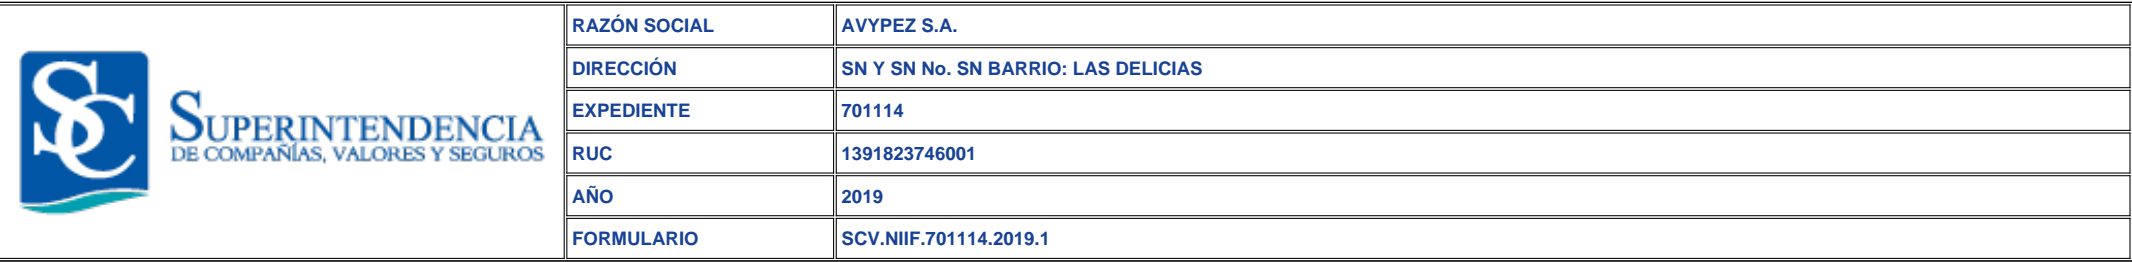 SC
SUPERINTENDENCIA
DE COMPAÑÍAS, VALORES Y SEGUROS
RAZÓN SOCIAL AVYPEZ S.A.
DIRECCIÓN SN Y SN No. SN BARRIO: LAS DELICIAS
EXPEDIENTE 701114
RUC 1391823746001
AÑO 2019
FORMULARIO SCV.NIIF.701114.2019.1